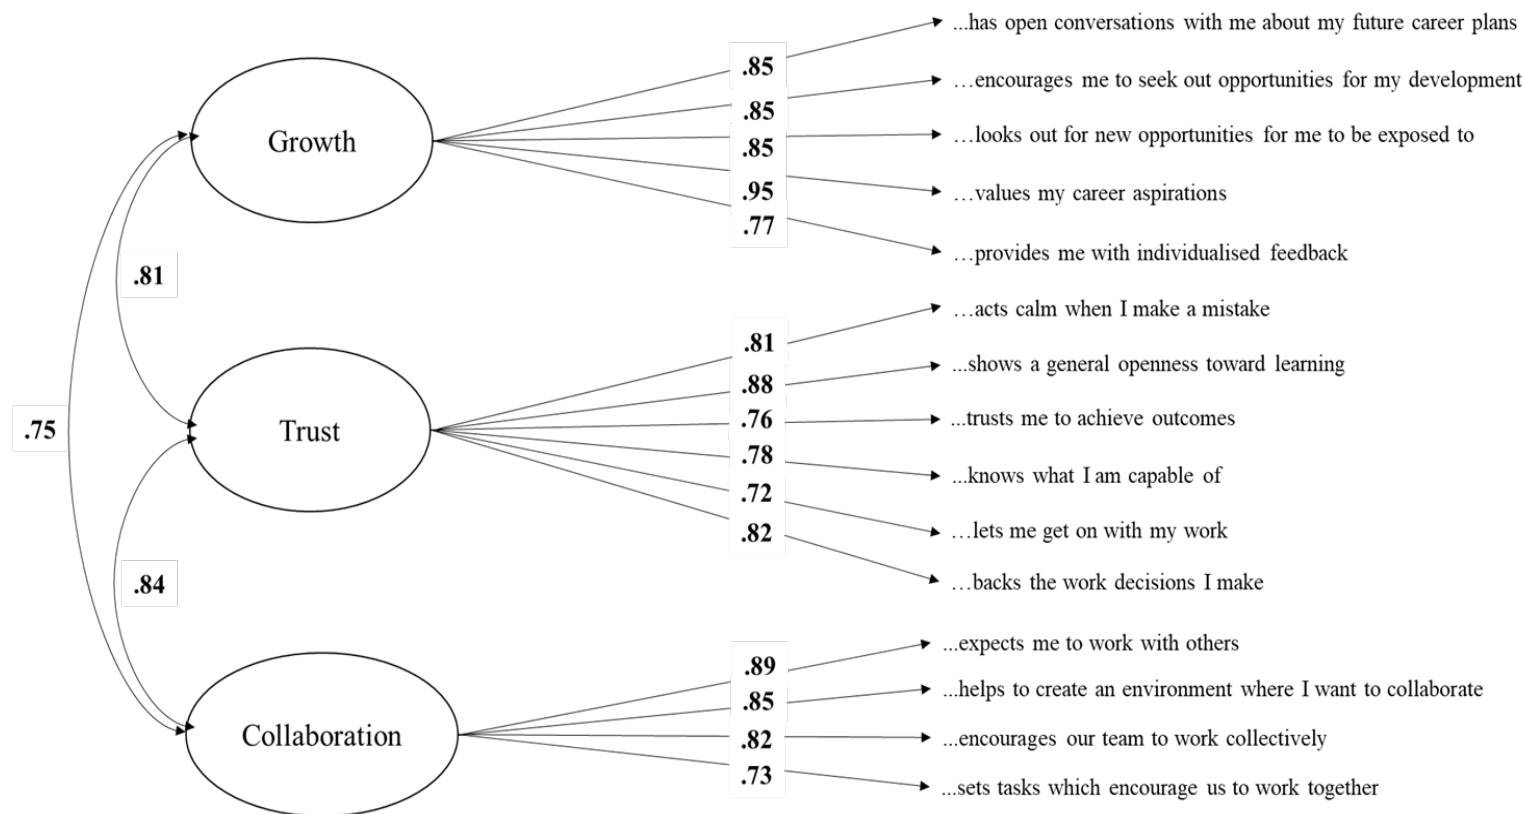 ...has open conversations with me about my future career plans
.85
…encourages me to seek out opportunities for my development
.85
…looks out for new opportunities for me to be exposed to
Growth
.85
.95
…values my career aspirations
.77
…provides me with individualised feedback
.81
…acts calm when I make a mistake
.81
...shows a general openness toward learning
.88
...trusts me to achieve outcomes
.76
Trust
.75
.78
...knows what I am capable of
.72
…lets me get on with my work
.82
…backs the work decisions I make
.84
...expects me to work with others
.89
...helps to create an environment where I want to collaborate
.85
Collaboration
.82
...encourages our team to work collectively
.73
...sets tasks which encourage us to work together